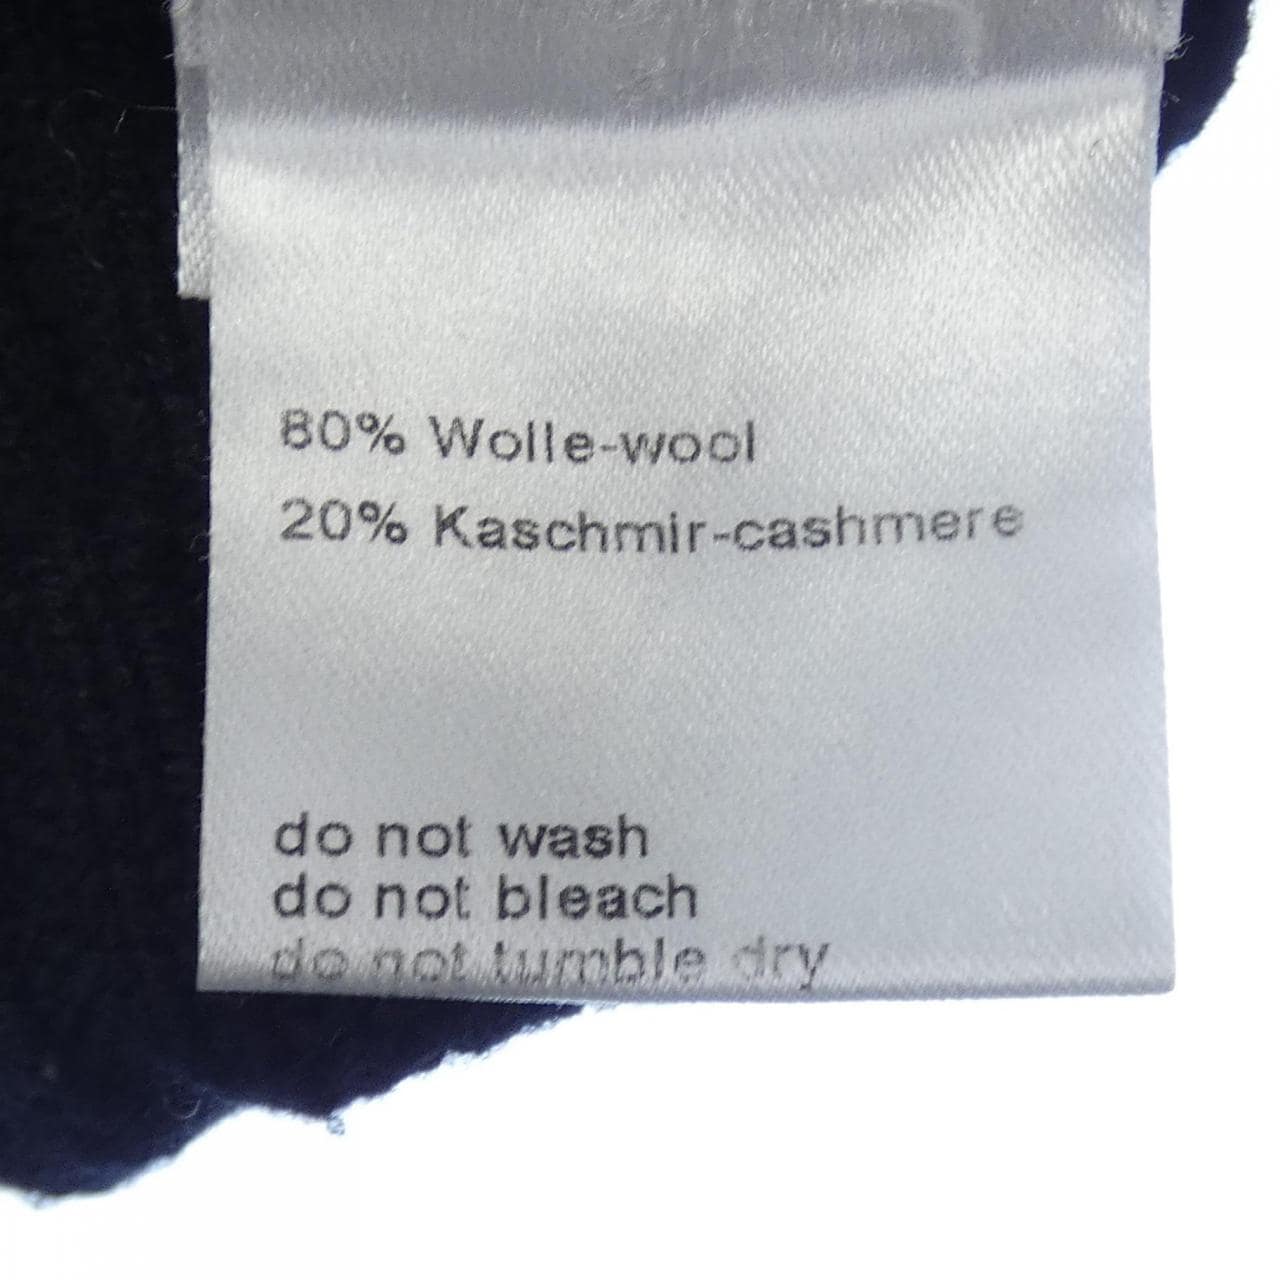 80% Wolle-wool
20% Kaschmir-cashmere
do not wash
do not bleach
do not tumble dry